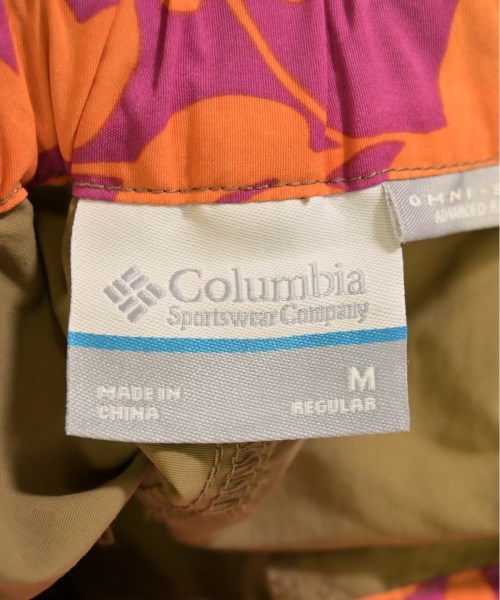 Columbia
Sportswear Company
MADE IN
CHINA
M
REGULAR
OMNI-
ADVANCED